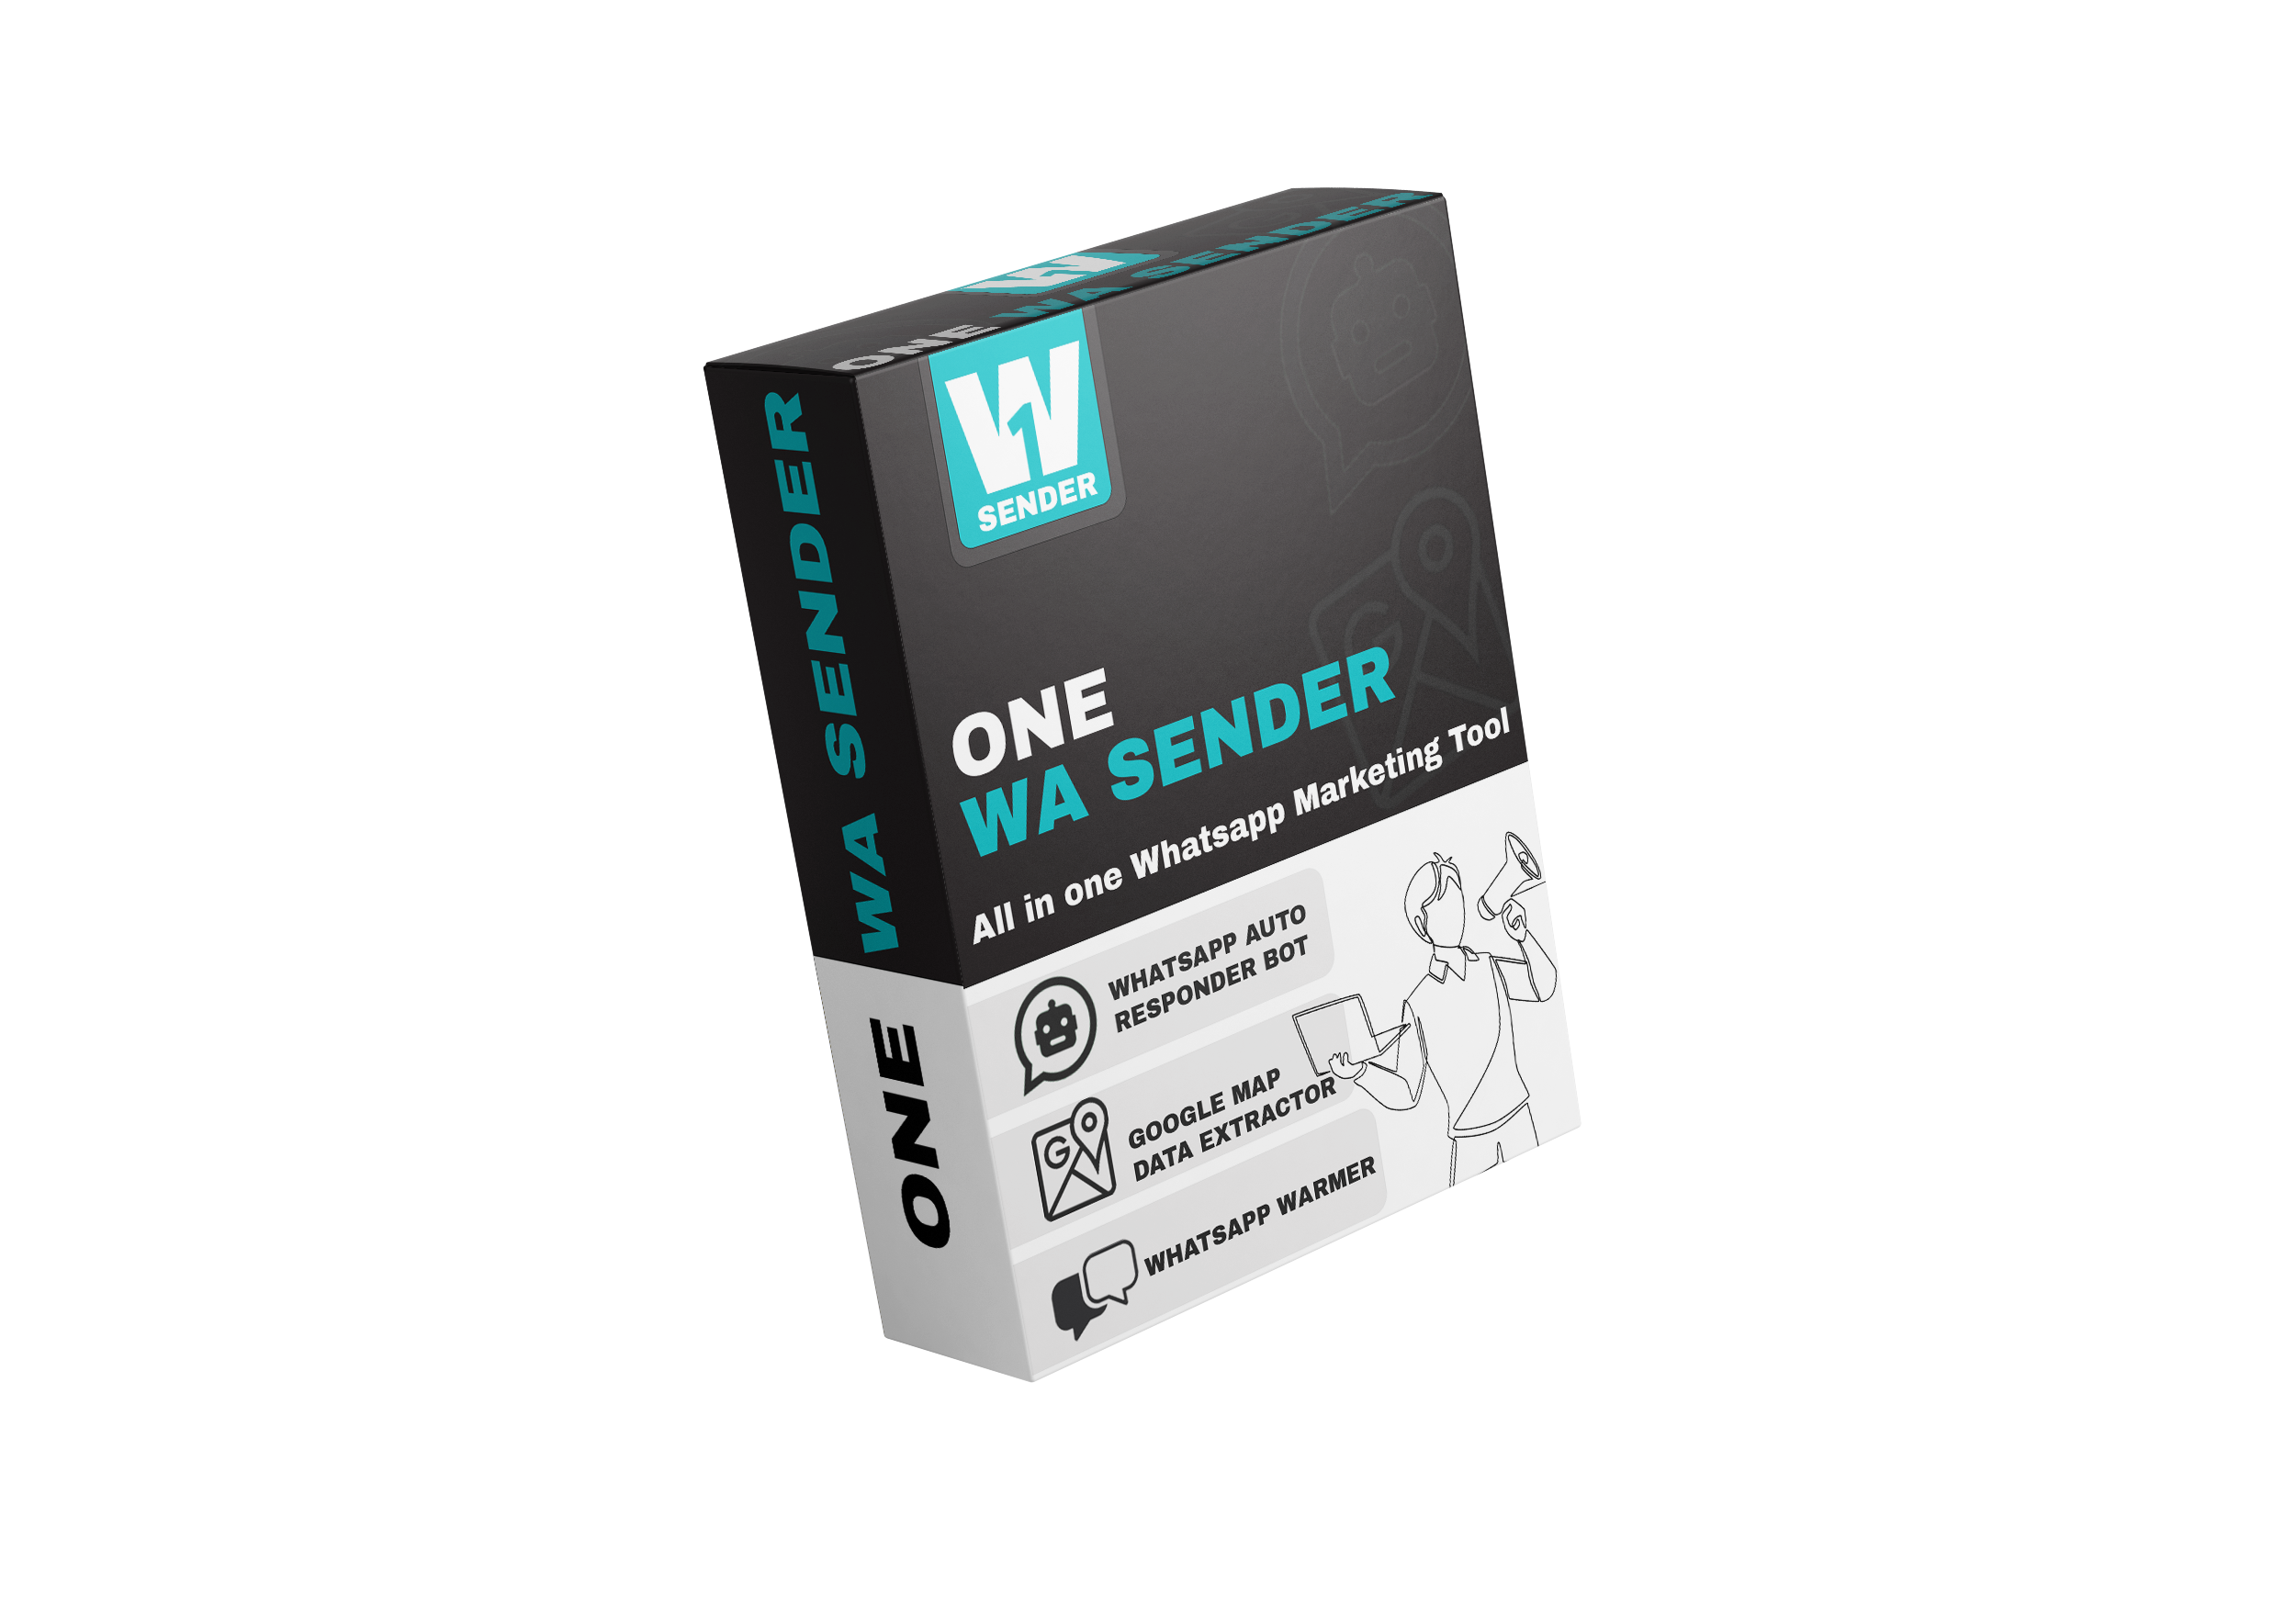 ONE WA SENDER
W1
SENDER
ONE
WA SENDER
All in one Whatsapp Marketing Tool
WHATSAPP AUTO
RESPONDER BOT
GOOGLE MAP
DATA EXTRACTOR
WHATSAPP WARMER
ONE WA SENDER